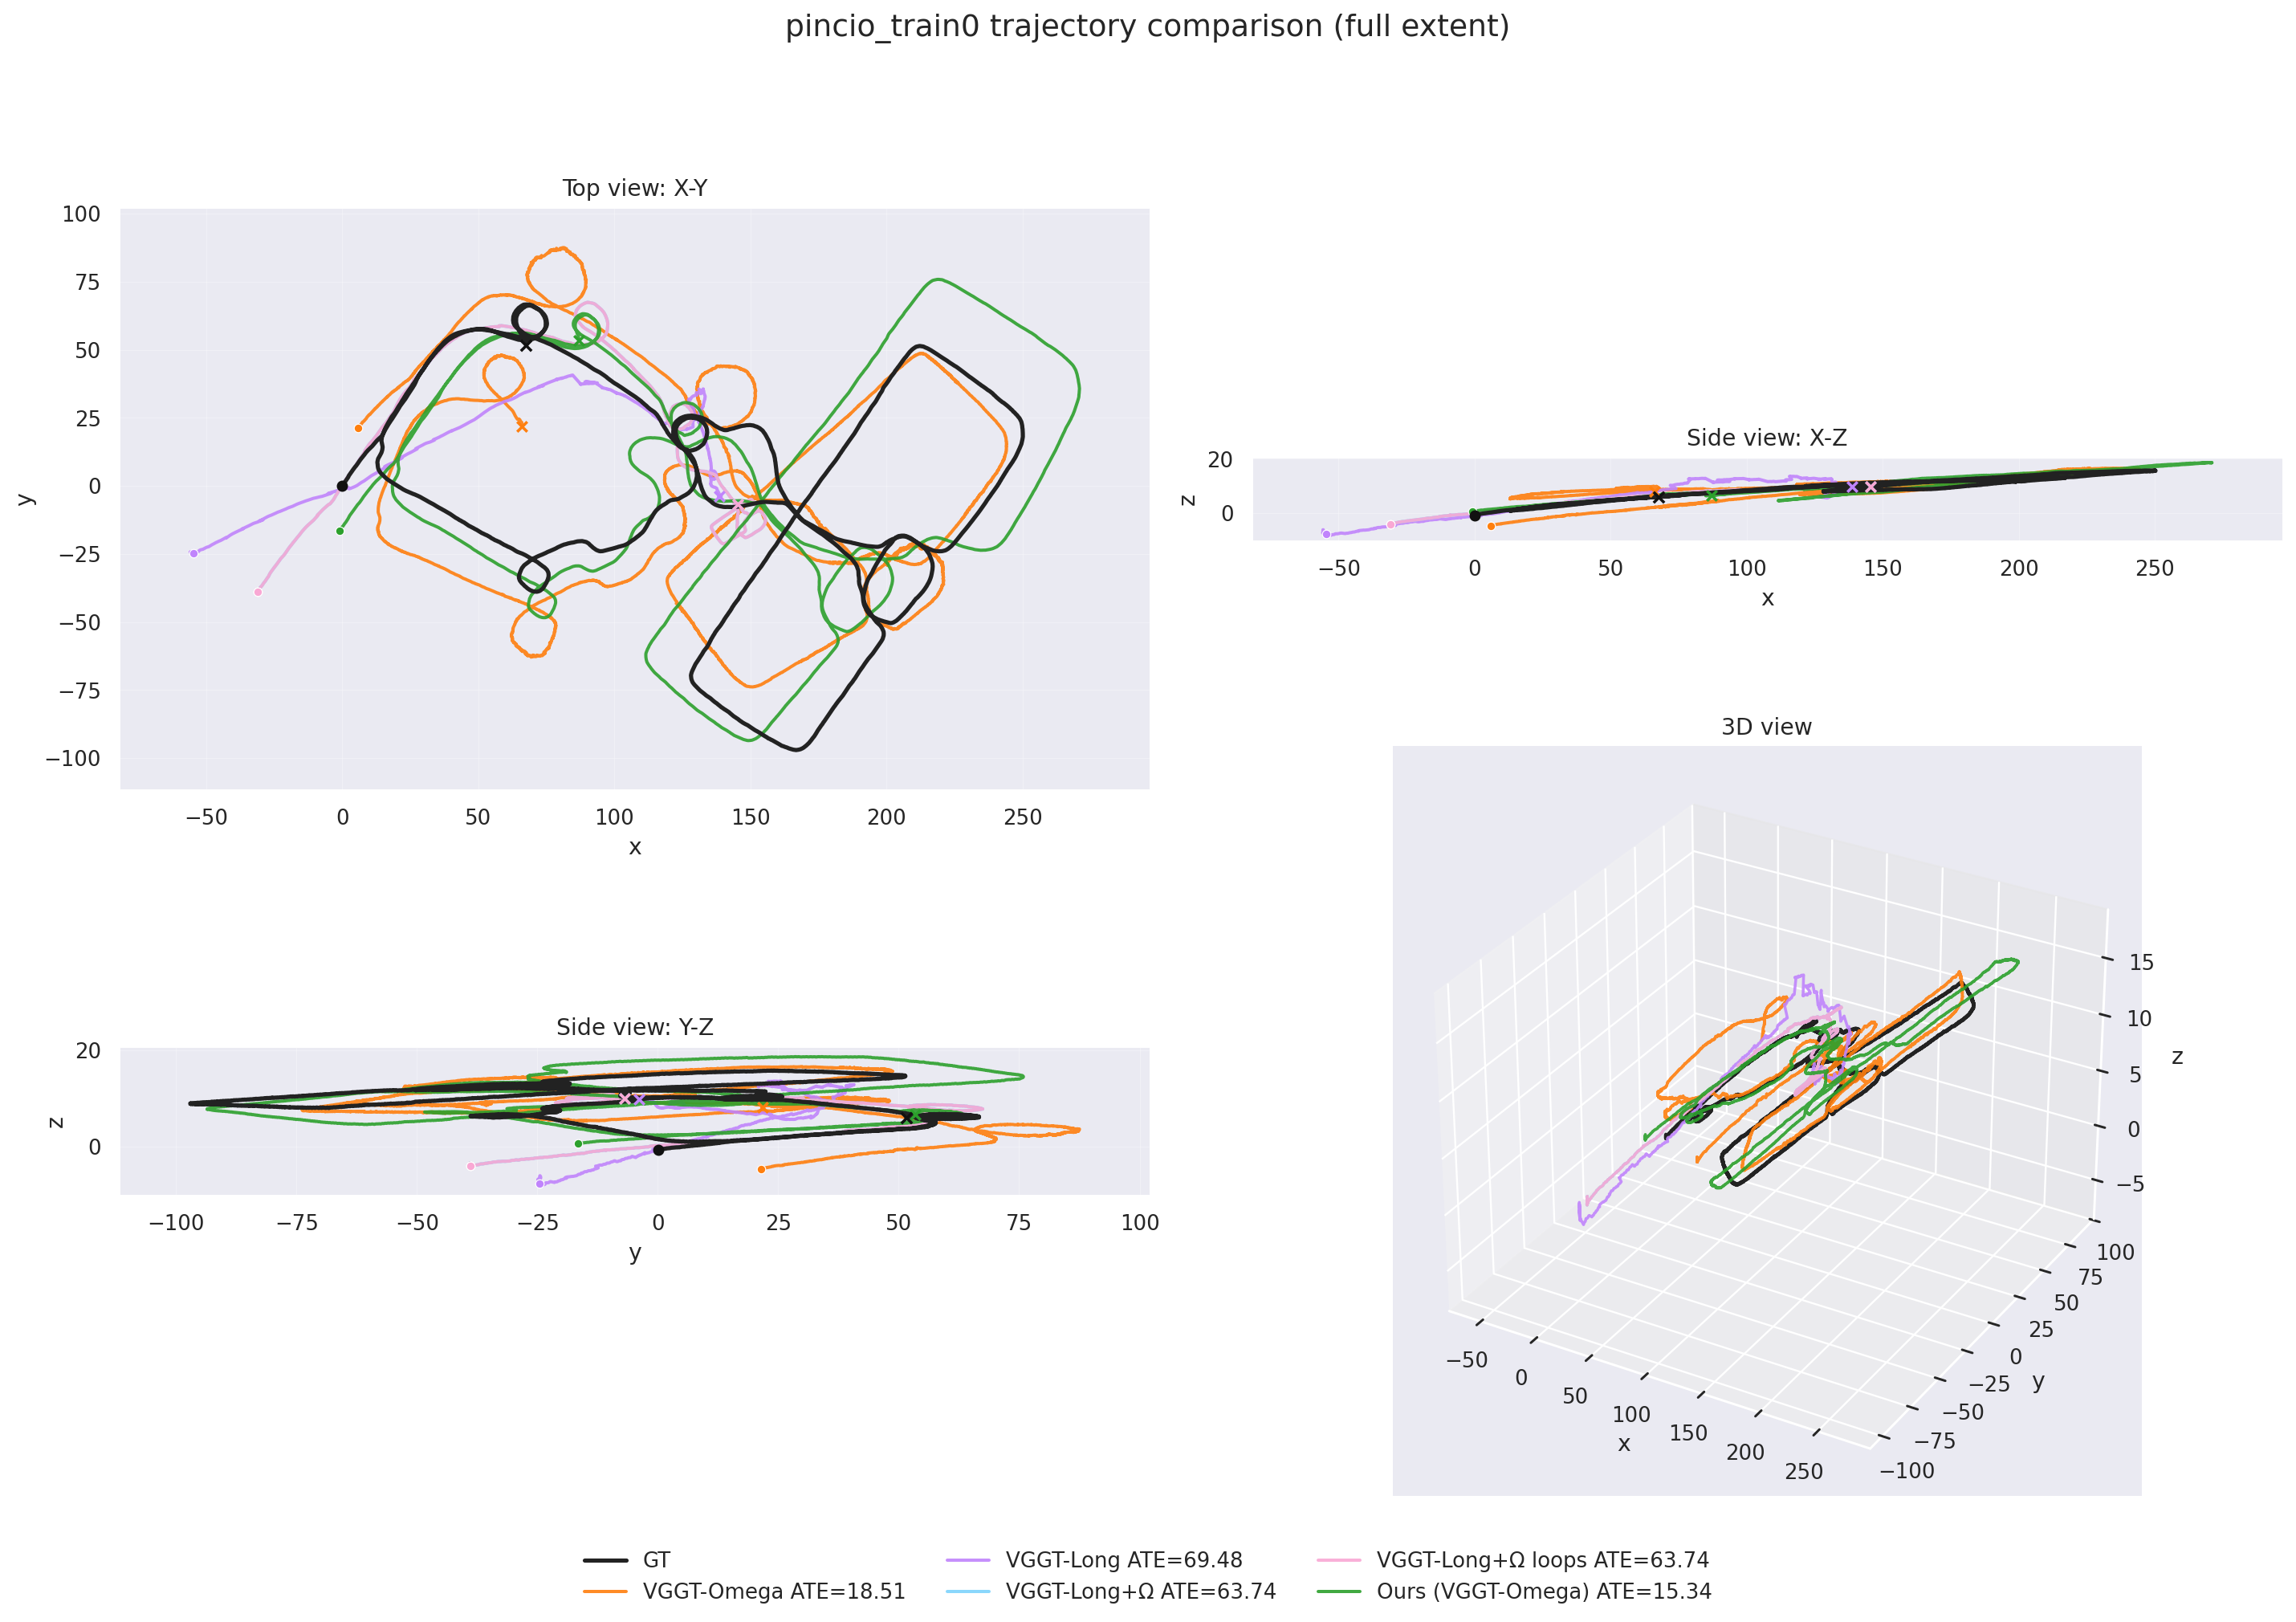 pincio_train0 trajectory comparison (full extent)
Top view: X-Y
100
75
50
25
0
−25
−50
−75
−100
y
−50 0 50 100 150 200 250
x
Side view: X-Z
20
0
z
−50 0 50 100 150 200 250
x
3D view
15
10
5
0
−5
z
100
75
50
25
0
−25
−50
−75
−100
y
−50
0
50
100
150
200
250
x
Side view: Y-Z
20
0
z
−100 −75 −50 −25 0 25 50 75 100
y
GT
VGGT-Omega ATE=18.51
VGGT-Long ATE=69.48
VGGT-Long+Ω ATE=63.74
VGGT-Long+Ω loops ATE=63.74
Ours (VGGT-Omega) ATE=15.34